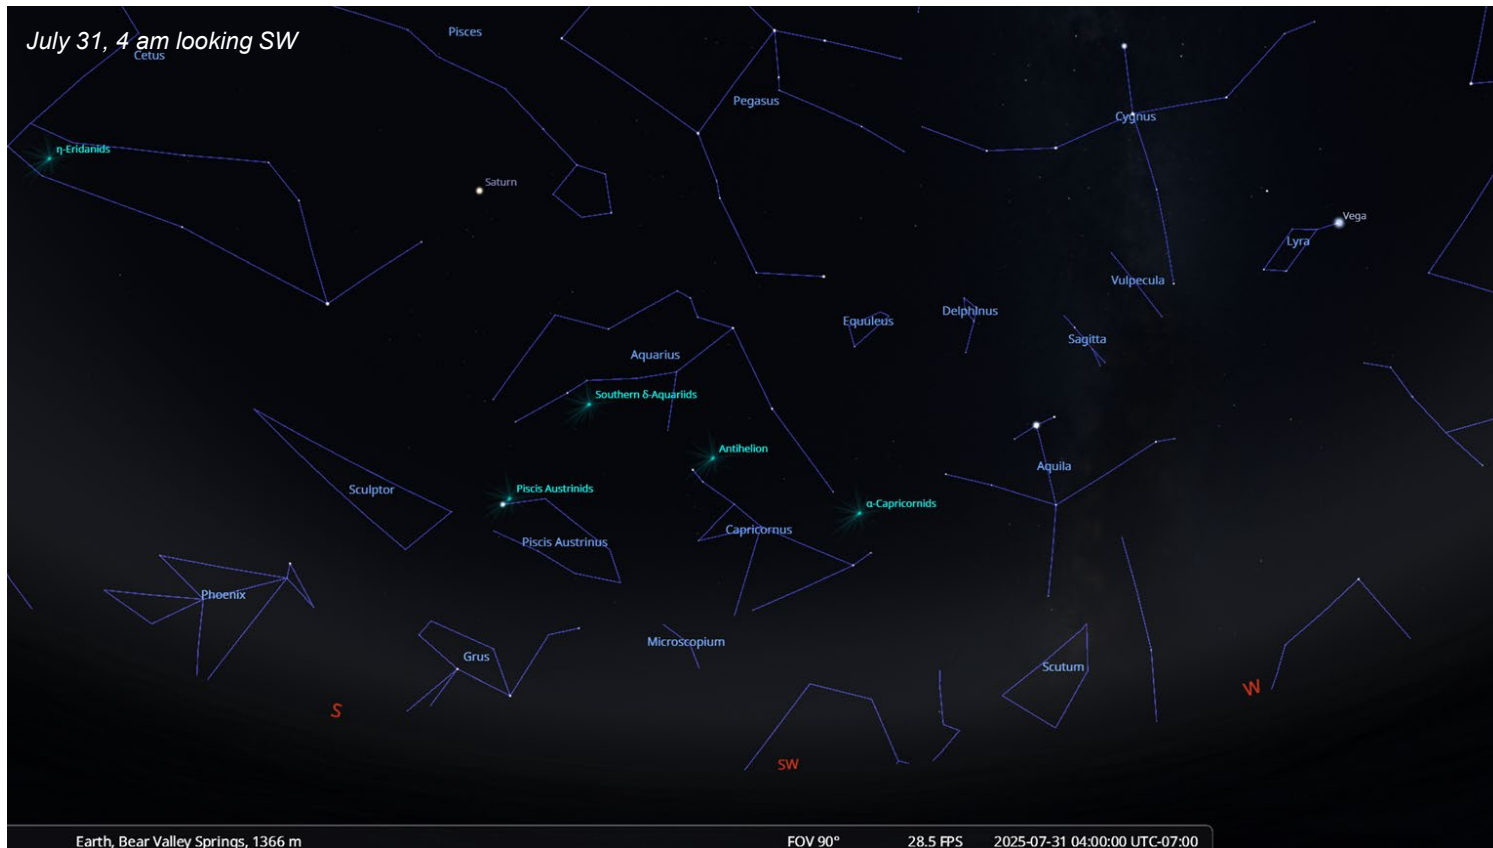 July 31, 4 am looking SW
Cetus
Pisces
Pegasus
Cygnus
η-Eridanids
Saturn
Vega
Lyra
Vulpecula
Equuleus
Delphinus
Sagitta
Aquarius
Southern δ-Aquariids
Antihelion
Aquila
Sculptor
Piscis Austrinids
α-Capricornids
Capricornus
Piscis Austrinus
Phoenix
Microscopium
Grus
Scutum
S
W
SW
Earth, Bear Valley Springs, 1366 m FOV 90° 28.5 FPS 2025-07-31 04:00:00 UTC-07:00